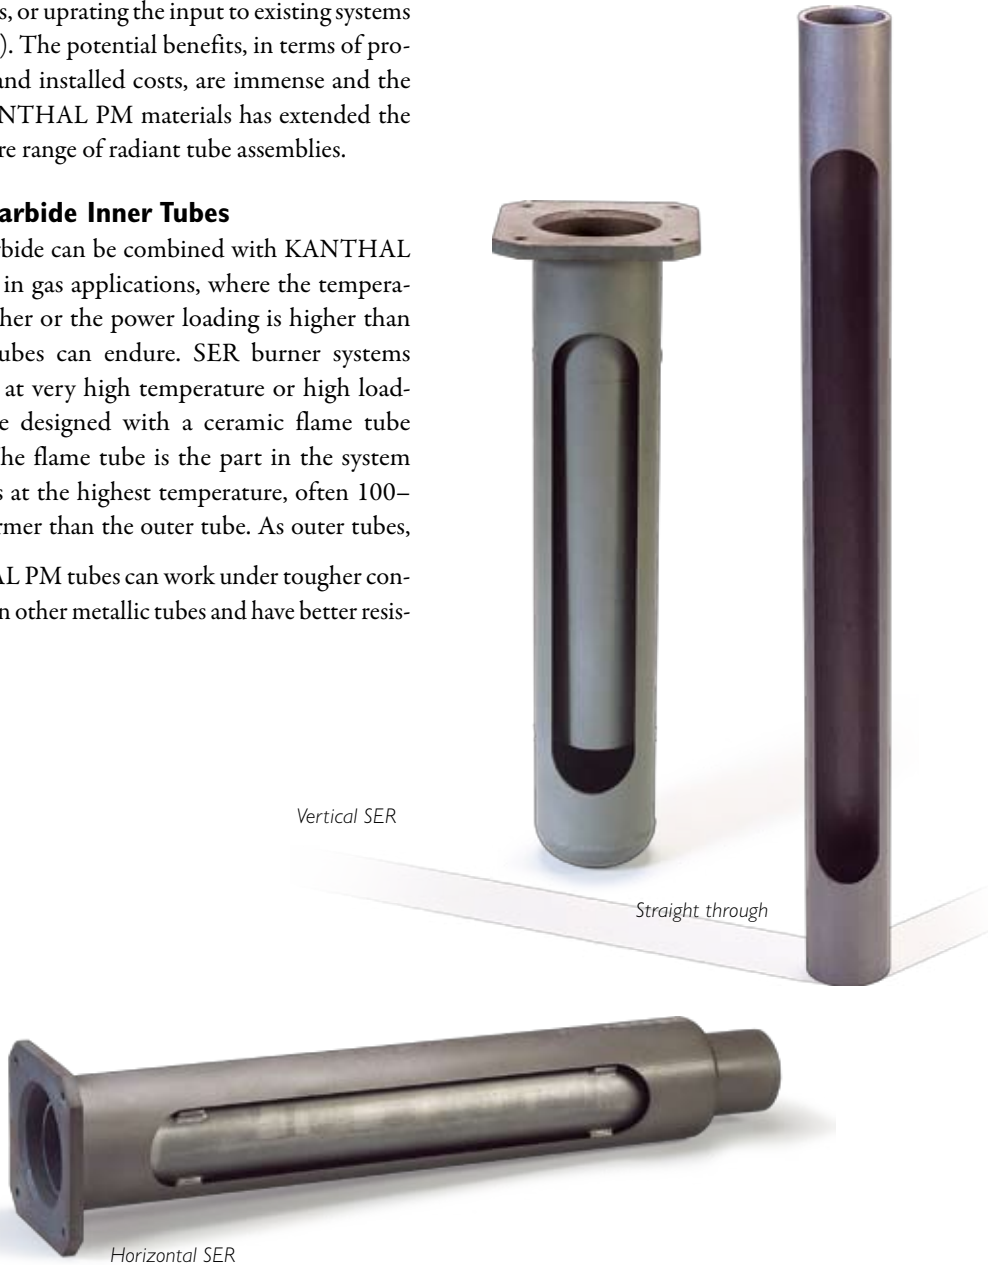 s, or uprating the input to existing systems
). The potential benefits, in terms of pro-
and installed costs, are immense and the
NTHAL PM materials has extended the
re range of radiant tube assemblies.
arbide Inner Tubes
rbide can be combined with KANTHAL
in gas applications, where the tempera-
her or the power loading is higher than
ubes can endure. SER burner systems
at very high temperature or high load-
e designed with a ceramic flame tube
he flame tube is the part in the system
s at the highest temperature, often 100–
rmer than the outer tube. As outer tubes,
AL PM tubes can work under tougher con-
n other metallic tubes and have better resis-
Vertical SER
Straight through
Horizontal SER